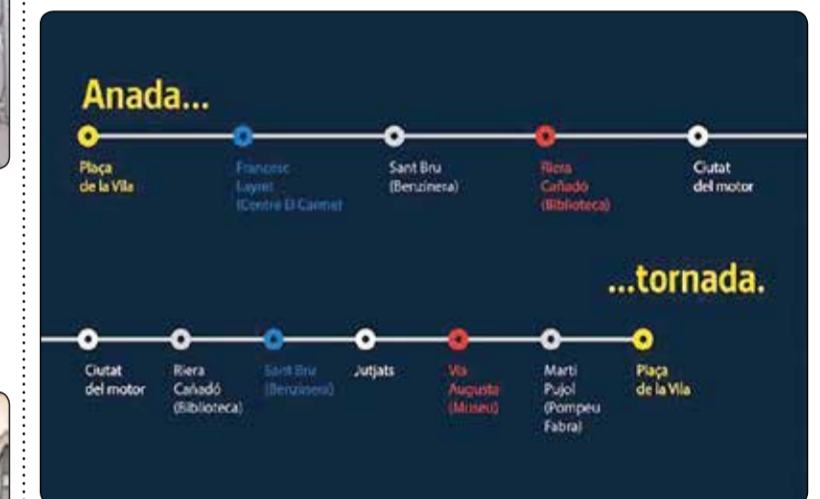 Anada...
Plaça
de la Vila
Francesc
Layret
(Centre El Carme)
Sant Bru
(Benzinera)
Riera
Cañadó
(Biblioteca)
Ciutat
del motor
...tornada.
Ciutat
del motor
Riera
Cañadó
(Biblioteca)
Sant Bru
(Benzinera)
Jutjats
Via
Augusta
(Museu)
Martí
Pujol
(Pompeu
Fabra)
Plaça
de la Vila